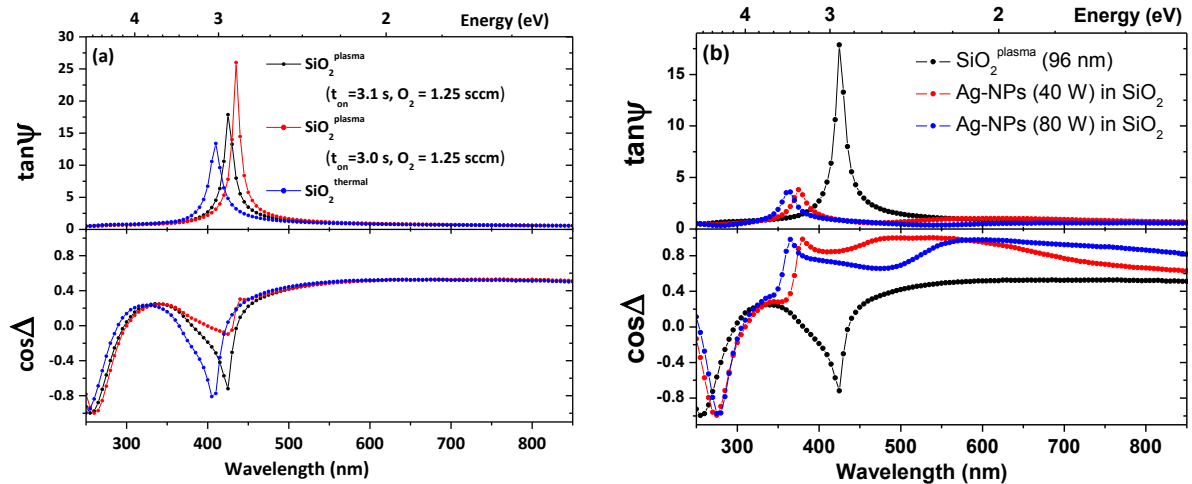 4 3 2 Energy (eV)
(a)
30
25
20
15
10
5
0
tanψ
SiO₂ᵖˡᵃˢᵐᵃ
(tₒₙ=3.1 s, O₂ = 1.25 sccm)
SiO₂ᵖˡᵃˢᵐᵃ
(tₒₙ=3.0 s, O₂ = 1.25 sccm)
SiO₂ᵗʰᵉʳᵐᵃˡ
0.8
0.4
0.0
-0.4
-0.8
cosΔ
300 400 500 600 700 800
Wavelength (nm)
4 3 2 Energy (eV)
(b)
15
10
5
0
tanψ
SiO₂ᵖˡᵃˢᵐᵃ (96 nm)
Ag-NPs (40 W) in SiO₂
Ag-NPs (80 W) in SiO₂
0.8
0.4
0.0
-0.4
-0.8
cosΔ
300 400 500 600 700 800
Wavelength (nm)